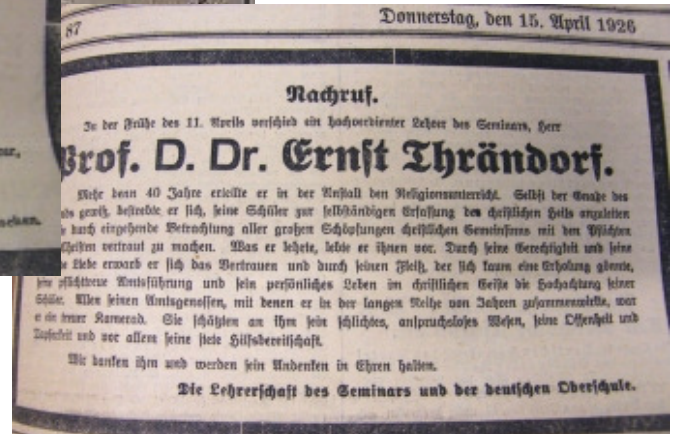 87
Donnerstag, den 15. April 1926
Nachruf.
In der Frühe des 11. Aprils verschied ein hochverdienter Lehrer des Seminars, Herr
Prof. D. Dr. Ernst Thrändorf.
Mehr denn 40 Jahre erteilte er in der Anstalt den Religionsunterricht. Selbst der Gnade des
gewiß, bestrebte er sich, seine Schüler zur selbständigen Erfassung des christlichen Heils anzuleiten
durch eingehende Betrachtung aller großen Schöpfungen christlichen Gemeinsinns mit den Pflichten
Christen vertraut zu machen. Was er lehrte, lebte er ihnen vor. Durch seine Gerechtigkeit und seine
Liebe erwarb er sich das Vertrauen und durch seinen Fleiß, der sich kaum eine Erholung gönnte,
seine pflichttreue Amtsführung und sein persönliches Leben im christlichen Geiste die Hochachtung seiner
Schüler. Allen seinen Amtsgenossen, mit denen er in der langen Reihe von Jahren zusammenwirkte, war
er ein treuer Kamerad. Sie schätzten an ihm sein schlichtes, anspruchsloses Wesen, seine Offenheit und
Tapferkeit und vor allem seine stete Hilfsbereitschaft.
Wir danken ihm und werden sein Andenken in Ehren halten.
Die Lehrerschaft des Seminars und der deutschen Oberschule.